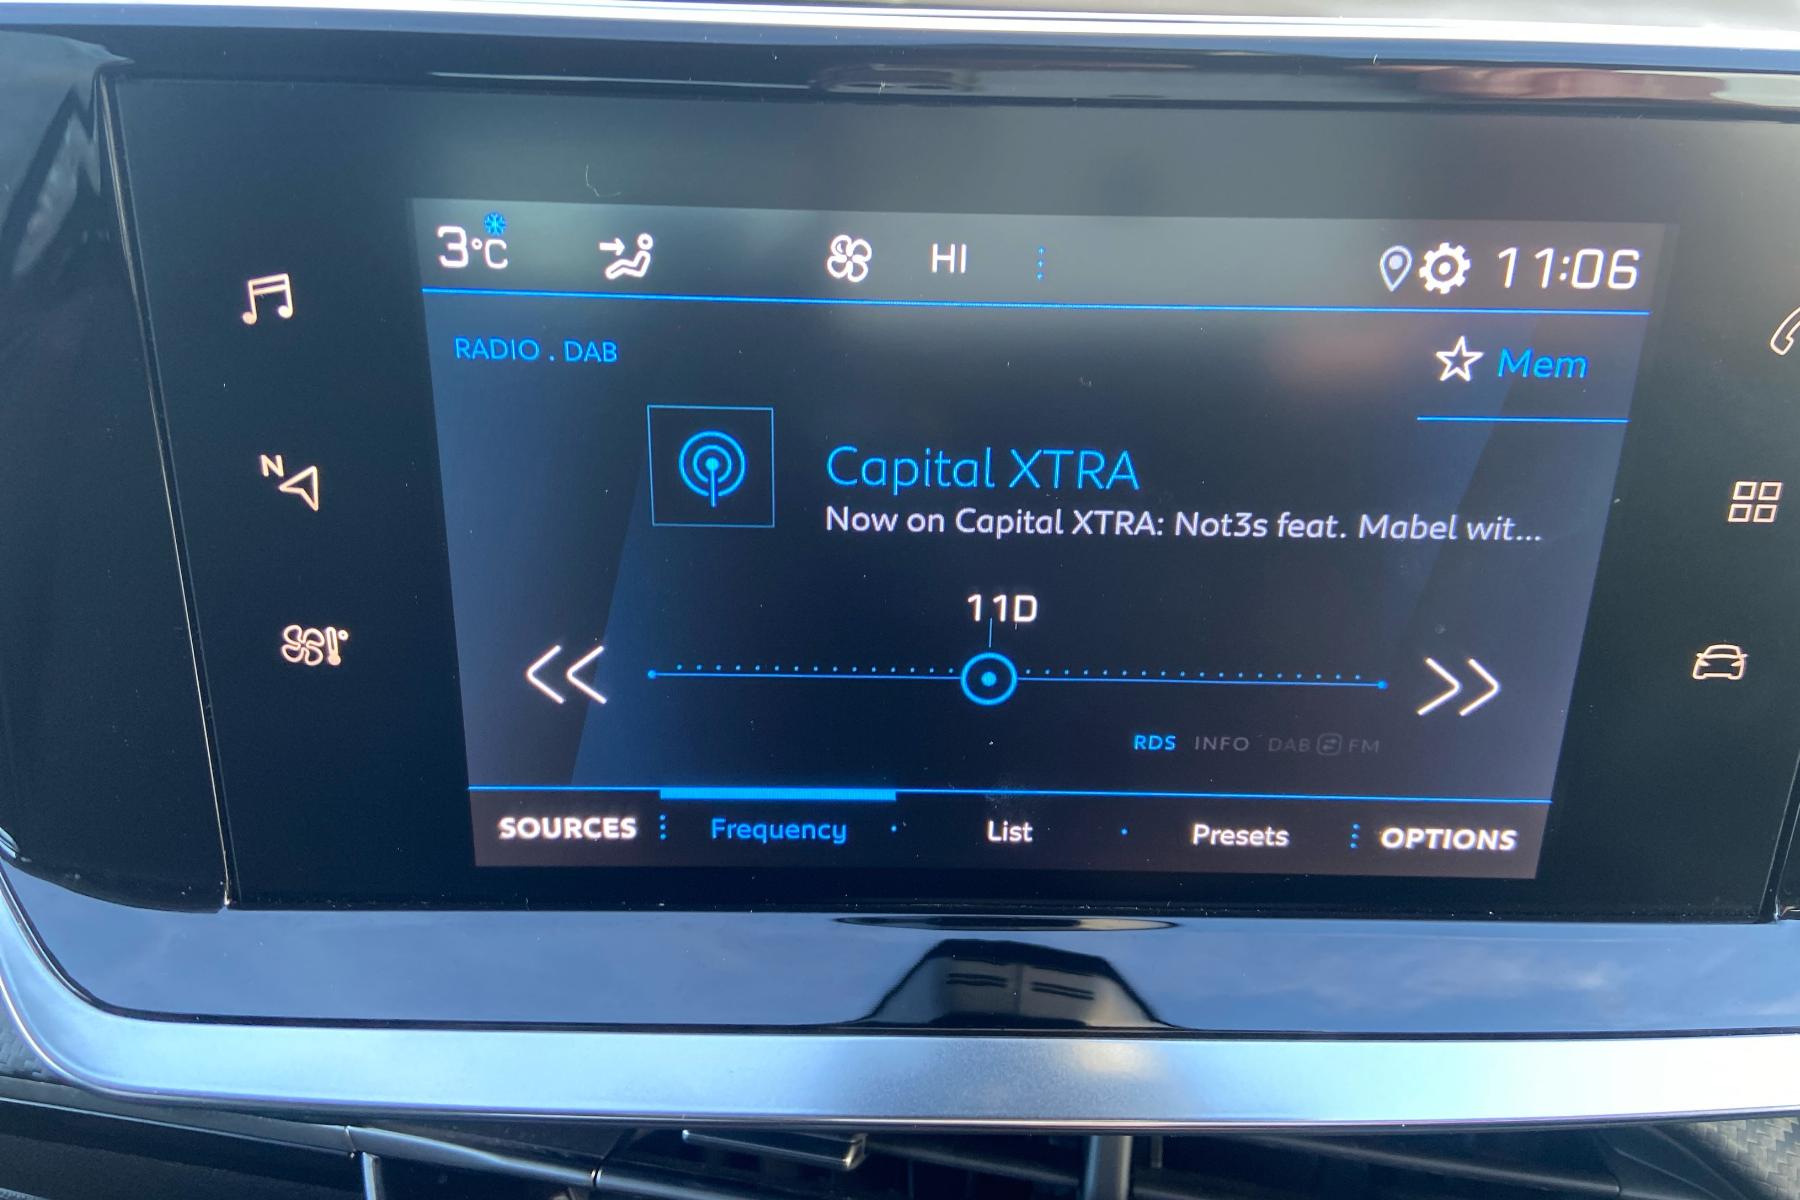 3°C HI 11:06
RADIO . DAB
Mem
N
Capital XTRA
Now on Capital XTRA: Not3s feat. Mabel wit...
11D
RDS INFO DAB FM
SOURCES Frequency List Presets OPTIONS